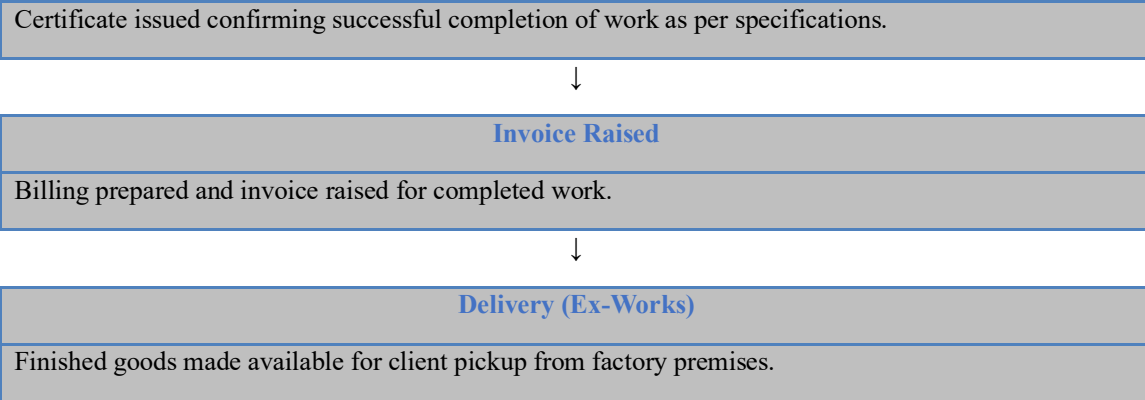 Certificate issued confirming successful completion of work as per specifications.
↓
Invoice Raised
Billing prepared and invoice raised for completed work.
↓
Delivery (Ex-Works)
Finished goods made available for client pickup from factory premises.